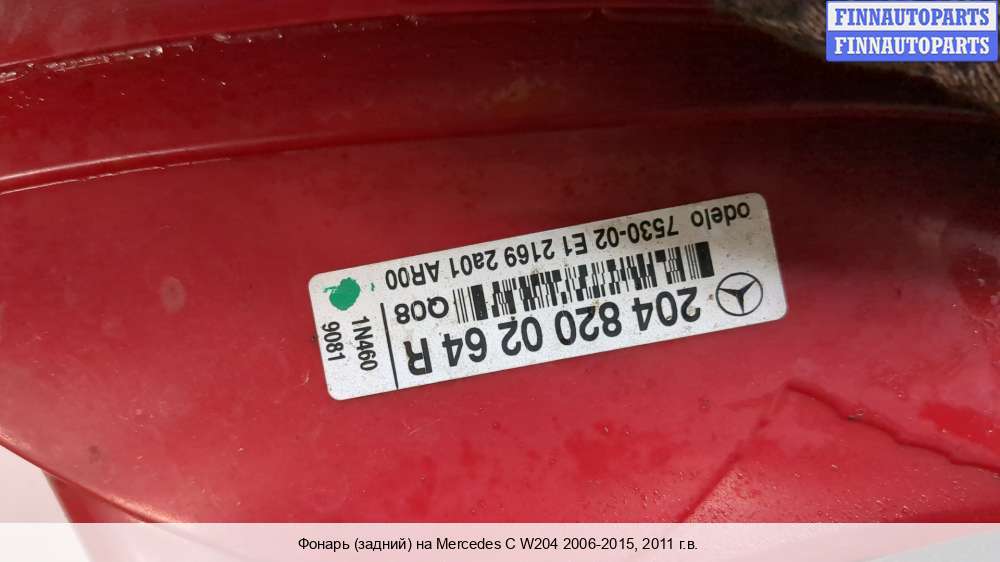 FINNAUTOPARTS
FINNAUTOPARTS
204 820 02 64 R
Q08
odelo 7530-02 E1 2169 2a01 AR00
1N460
9081
Фонарь (задний) на Mercedes C W204 2006-2015, 2011 г.в.